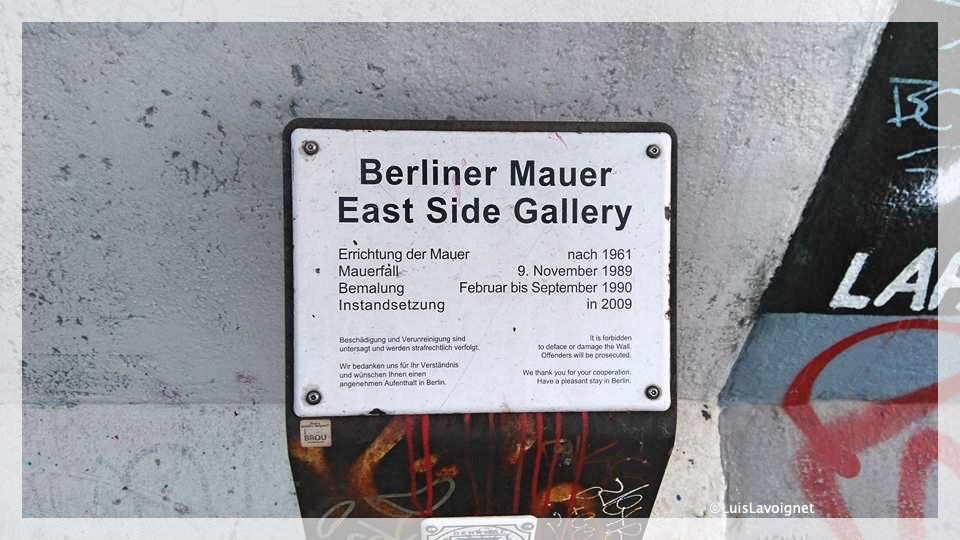 Berliner Mauer
East Side Gallery
Errichtung der Mauer nach 1961
Mauerfall 9. November 1989
Bemalung Februar bis September 1990
Instandsetzung in 2009
Beschädigung und Verunreinigung sind
untersagt und werden strafrechtlich verfolgt.
Wir bedanken uns für Ihr Verständnis
und wünschen Ihnen einen
angenehmen Aufenthalt in Berlin.
It is forbidden
to deface or damage the Wall.
Offenders will be prosecuted.
We thank you for your cooperation.
Have a pleasant stay in Berlin.
BROU
DENKMAL
©LuisLavoignet